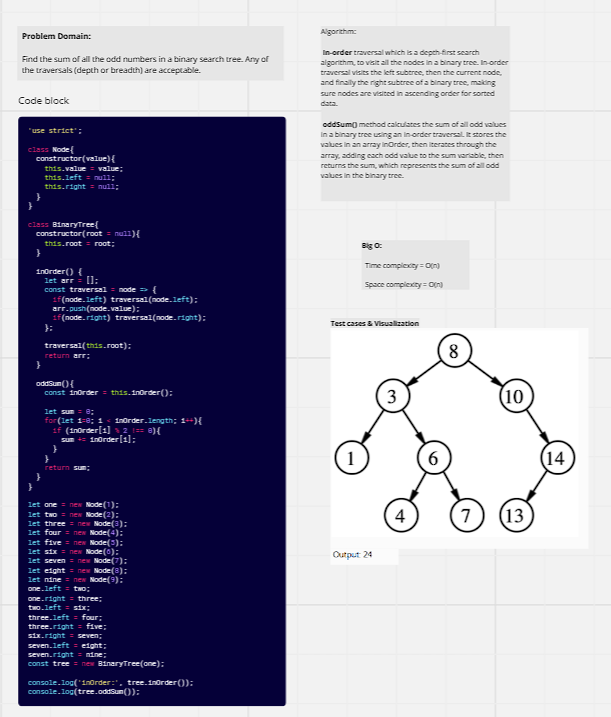 Problem Domain:
Find the sum of all the odd numbers in a binary search tree. Any of
the traversals (depth or breadth) are acceptable.
Code block
'use strict';
class Node{
constructor(value){
this.value = value;
this.left = null;
this.right = null;
}
}
class BinaryTree{
constructor(root = null){
this.root = root;
}
inOrder() {
let arr = [];
const traversal = node => {
if(node.left) traversal(node.left);
arr.push(node.value);
if(node.right) traversal(node.right);
};
traversal(this.root);
return arr;
}
oddSum(){
const inOrder = this.inOrder();
let sum = 0;
for(let i=0; i < inOrder.length; i++){
if (inOrder[i] % 2 !== 0){
sum += inOrder[i];
}
}
return sum;
}
}
let one = new Node(1);
let two = new Node(2);
let three = new Node(3);
let four = new Node(4);
let five = new Node(5);
let six = new Node(6);
let seven = new Node(7);
let eight = new Node(8);
let nine = new Node(9);
one.left = two;
one.right = three;
two.left = six;
three.left = four;
three.right = five;
six.right = seven;
seven.left = eight;
seven.right = nine;
const tree = new BinaryTree(one);
console.log('inOrder:', tree.inOrder());
console.log(tree.oddSum());
Algorithm:
In-order traversal which is a depth-first search
algorithm, to visit all the nodes in a binary tree. In-order
traversal visits the left subtree, then the current node,
and finally the right subtree of a binary tree, making
sure nodes are visited in ascending order for sorted
data.
oddSum() method calculates the sum of all odd values
in a binary tree using an in-order traversal. It stores the
values in an array inOrder, then iterates through the
array, adding each odd value to the sum variable, then
returns the sum, which represents the sum of all odd
values in the binary tree.
Big O:
Time complexity = O(n)
Space complexity = O(n)
Test cases & Visualization
8
3 10
1 6 14
4 7 13
Output: 24